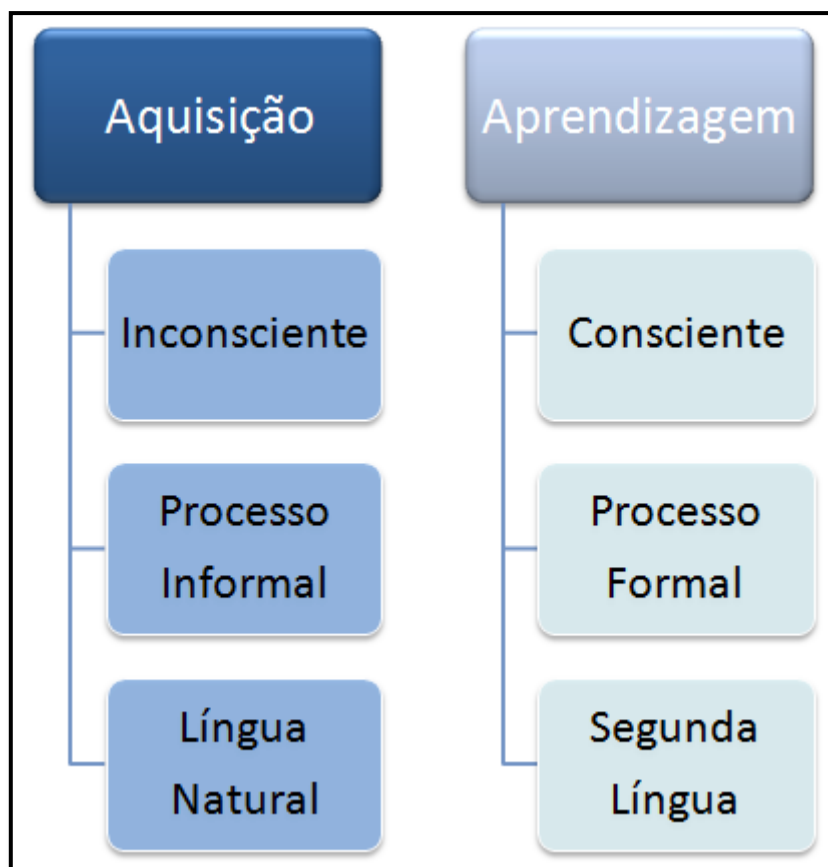 Aquisição
Inconsciente
Processo
Informal
Língua
Natural
Aprendizagem
Consciente
Processo
Formal
Segunda
Língua